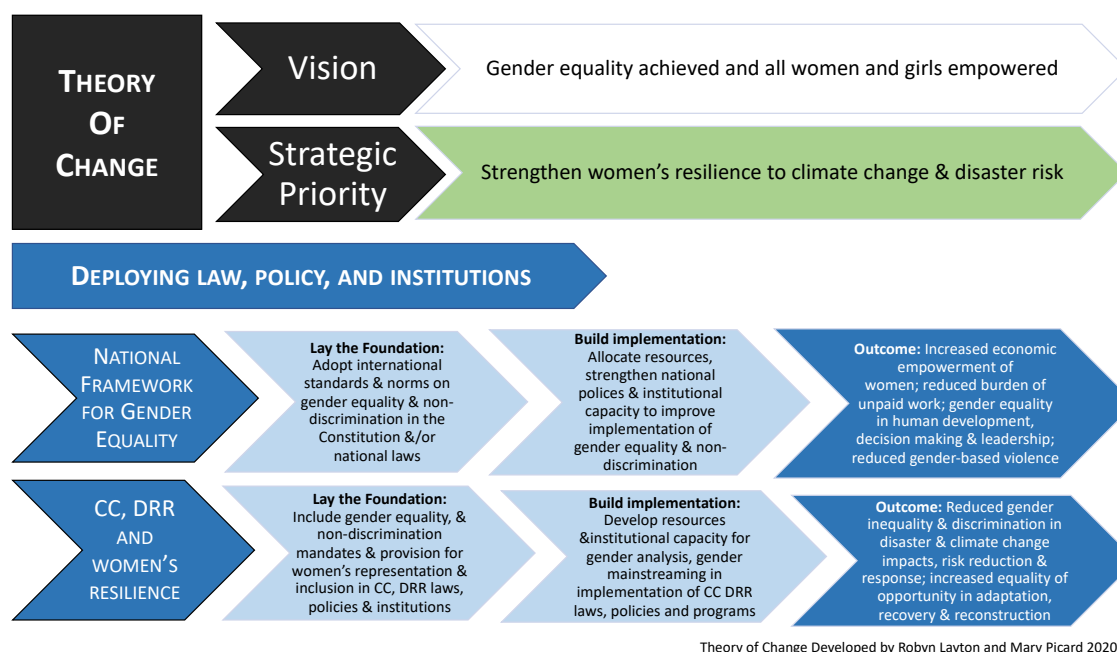 THEORY
OF
CHANGE
Vision
Gender equality achieved and all women and girls empowered
Strategic
Priority
Strengthen women's resilience to climate change & disaster risk
DEPLOYING LAW, POLICY, AND INSTITUTIONS
NATIONAL
FRAMEWORK
FOR GENDER
EQUALITY
Lay the Foundation:
Adopt international
standards & norms on
gender equality & non-
discrimination in the
Constitution &/or
national laws
Build implementation:
Allocate resources,
strengthen national
polices & institutional
capacity to improve
implementation of
gender equality & non-
discrimination
Outcome: Increased economic
empowerment of
women; reduced burden of
unpaid work; gender equality
in human development,
decision making & leadership;
reduced gender-based violence
CC, DRR
AND
WOMEN'S
RESILIENCE
Lay the Foundation:
Include gender equality, &
non-discrimination
mandates & provision for
women's representation &
inclusion in CC, DRR laws,
policies & institutions
Build implementation:
Develop resources
&institutional capacity for
gender analysis, gender
mainstreaming in
implementation of CC DRR
laws, policies and programs
Outcome: Reduced gender
inequality & discrimination in
disaster & climate change
impacts, risk reduction &
response; increased equality of
opportunity in adaptation,
recovery & reconstruction
Theory of Change Developed by Robyn Layton and Mary Picard 2020